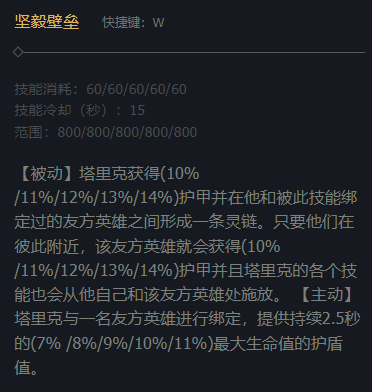 坚毅壁垒 快捷键：W
技能消耗：60/60/60/60/60
技能冷却（秒）：15
范围：800/800/800/800/800
【被动】塔里克获得(10%
/11%/12%/13%/14%)护甲并在他和被此技能绑
定过的友方英雄之间形成一条灵链。只要他们在
彼此附近，该友方英雄就会获得(10%
/11%/12%/13%/14%)护甲并且塔里克的各个技
能也会从他自己和该友方英雄处施放。 【主动】
塔里克与一名友方英雄进行绑定，提供持续2.5秒
的(7% /8%/9%/10%/11%)最大生命值的护盾
值。